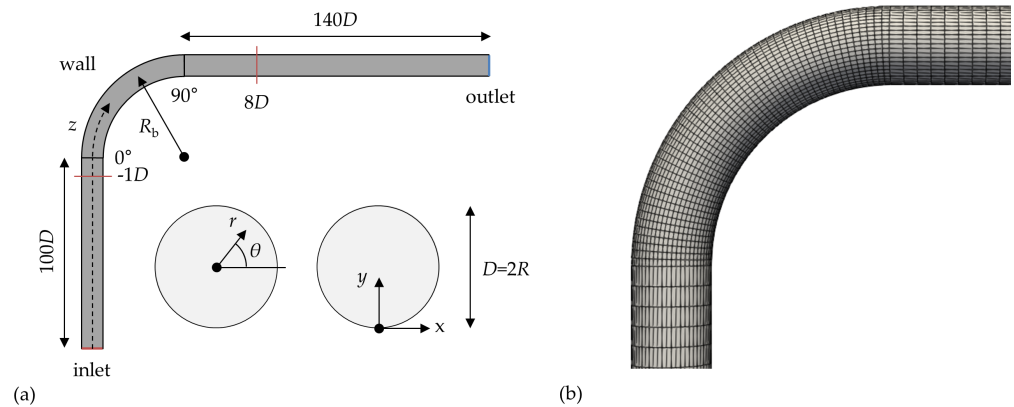 140D
wall
90°
8D
outlet
z
R_b
0°
-1D
100D
r
θ
y
x
D=2R
inlet
(a)
(b)